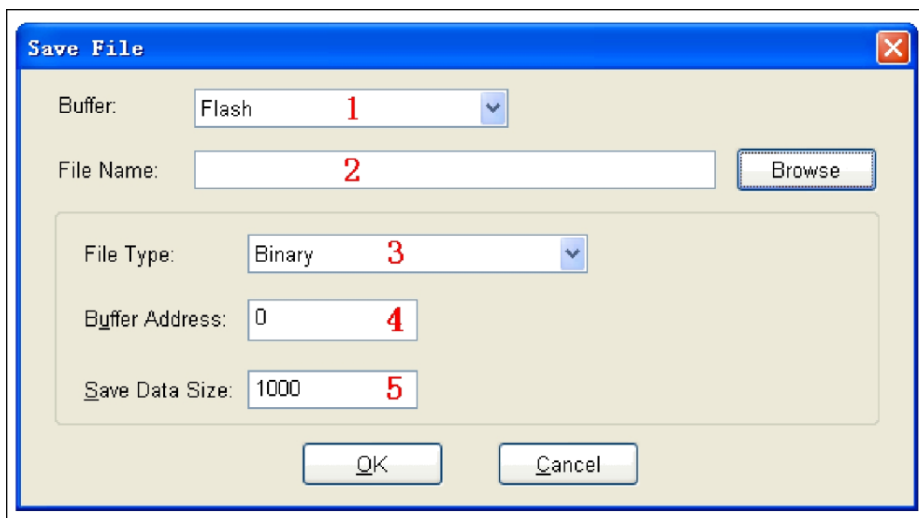 Save File
Buffer: Flash 1
File Name: 2 Browse
File Type: Binary 3
Buffer Address: 0 4
Save Data Size: 1000 5
OK Cancel